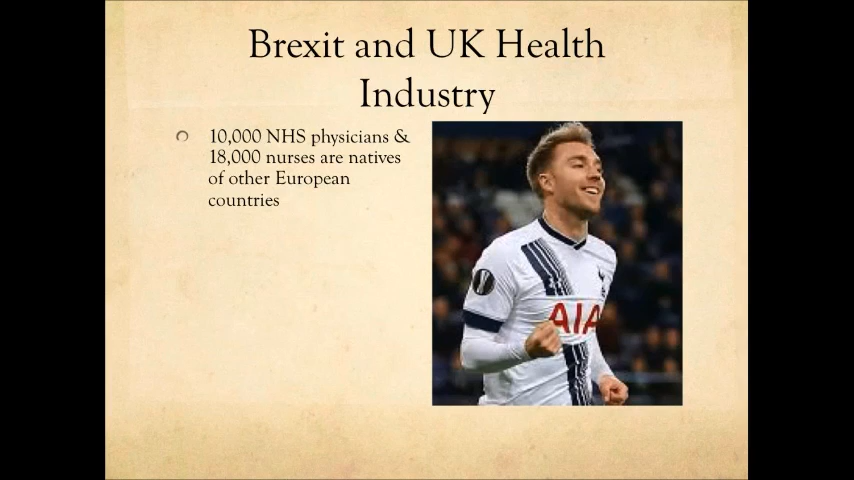 Brexit and UK Health
Industry
10,000 NHS physicians &
18,000 nurses are natives
of other European
countries
AIA